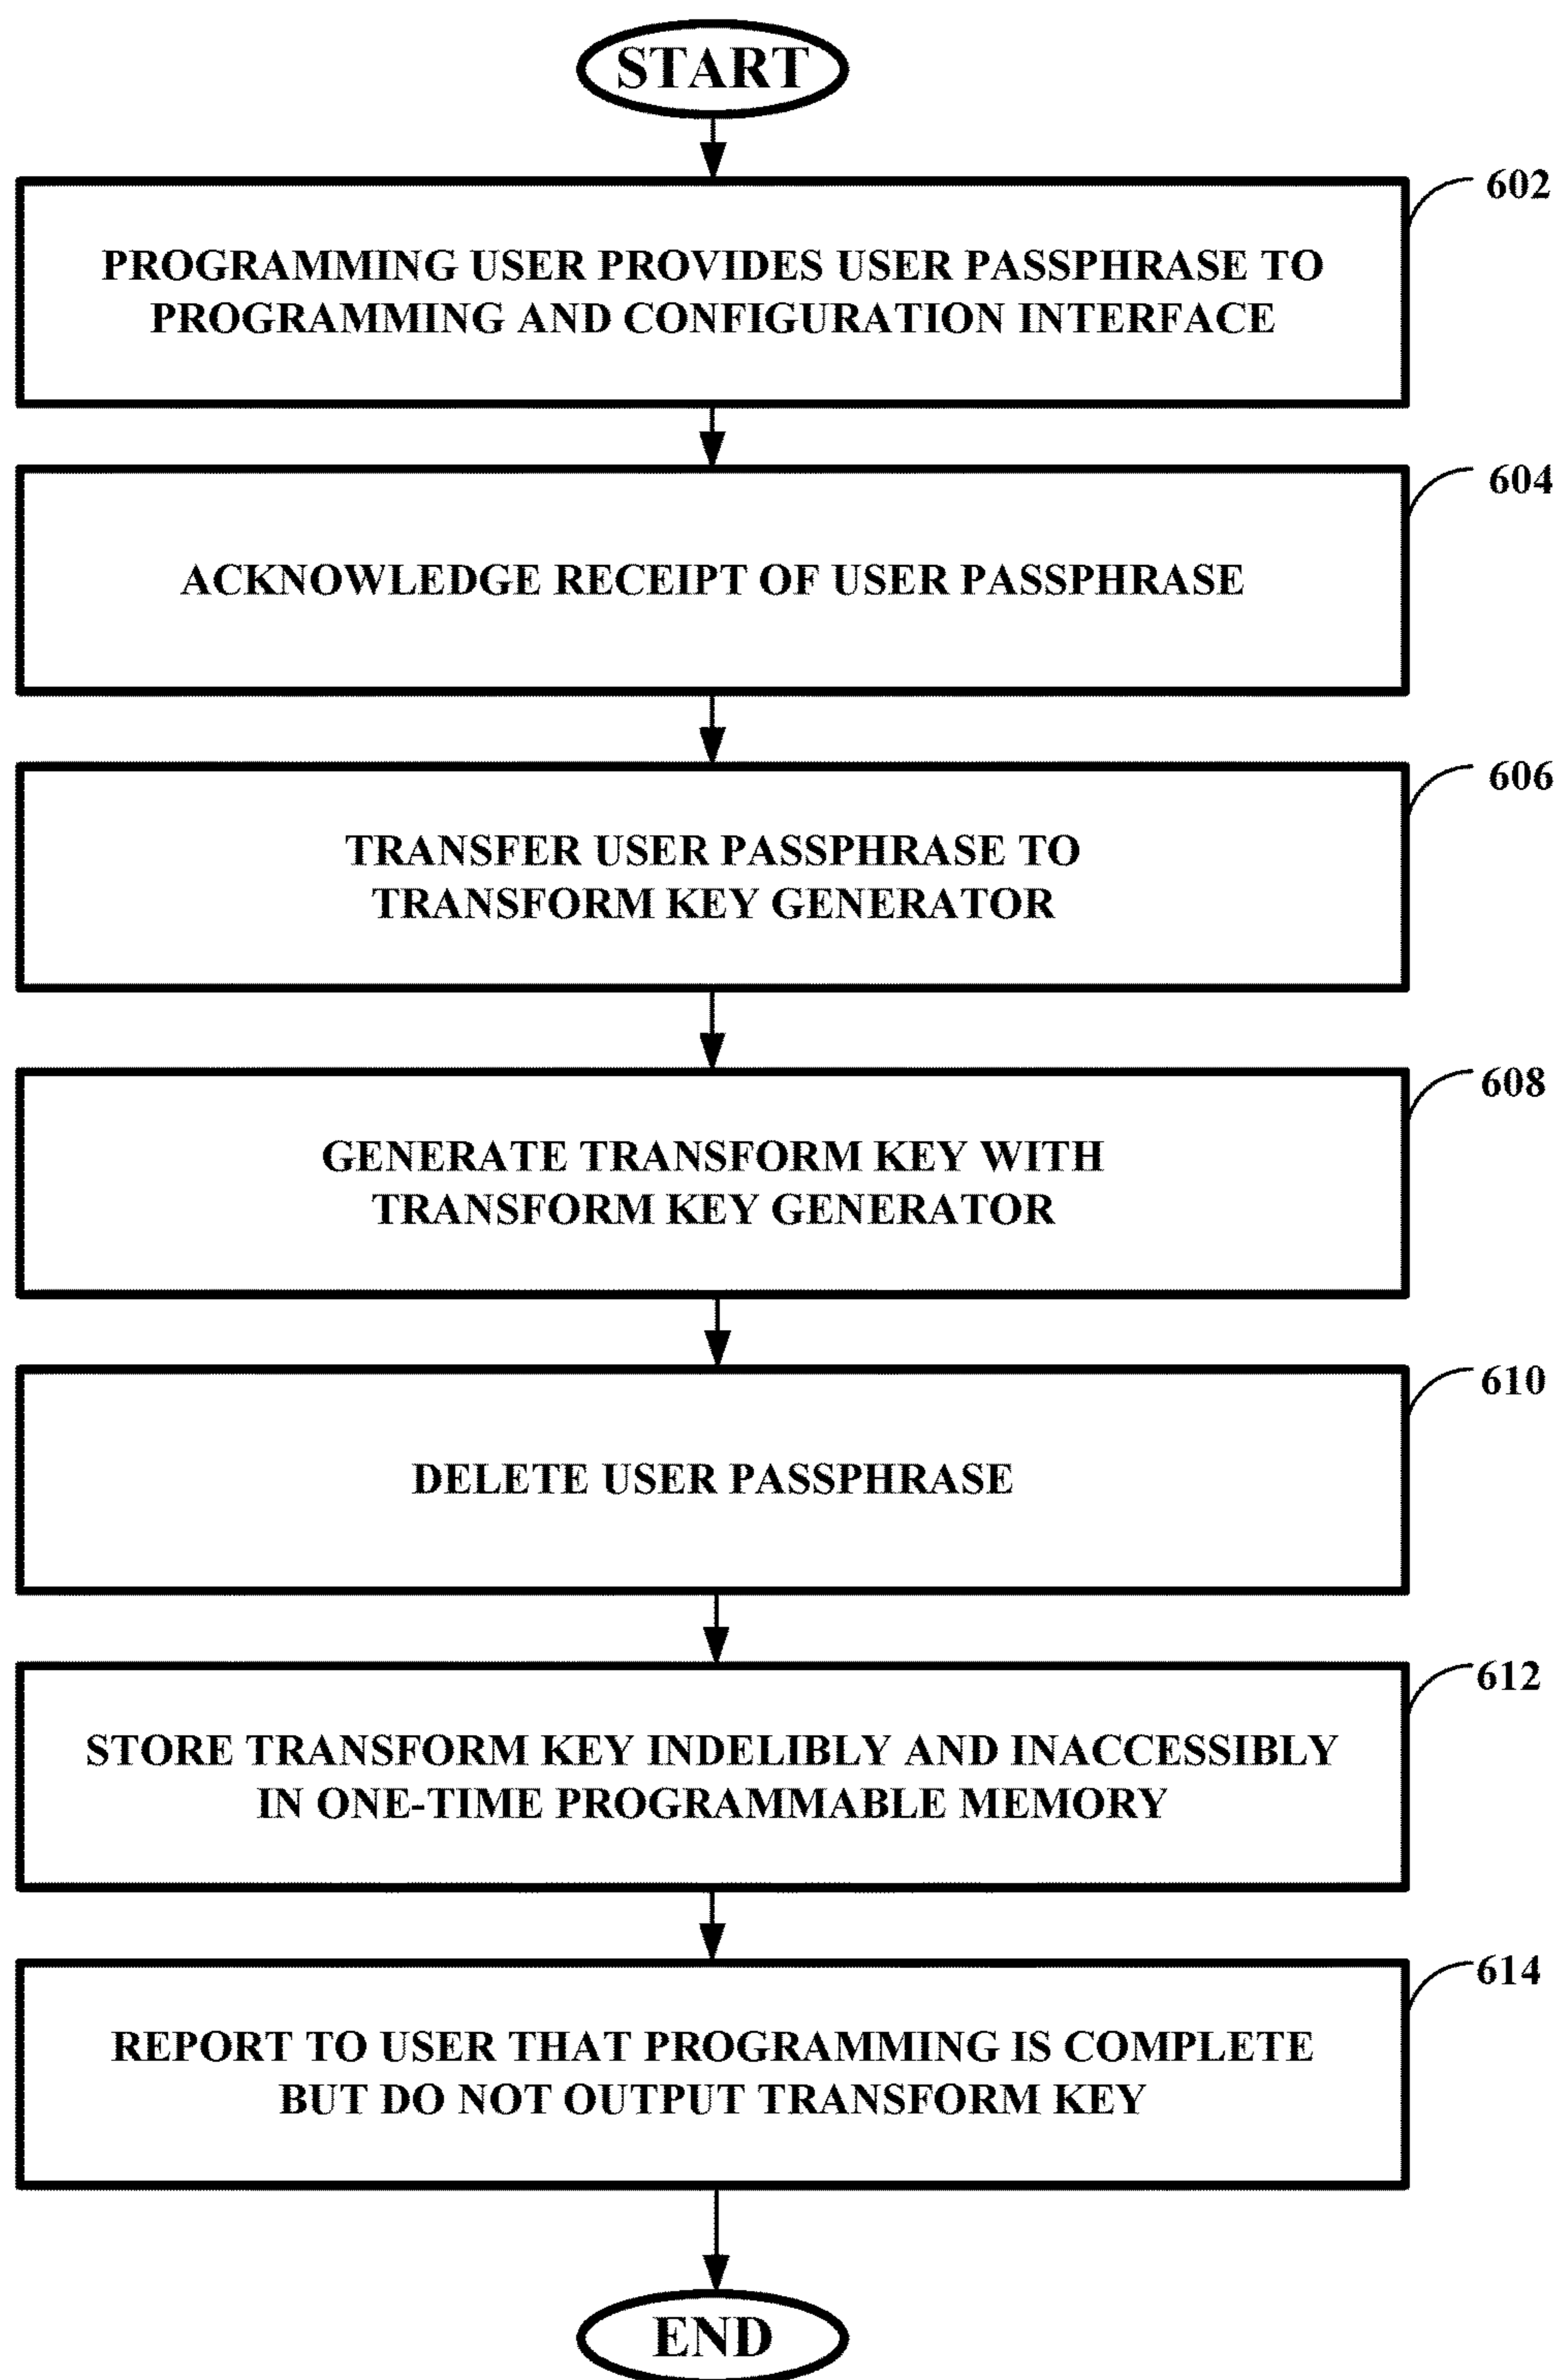 START
602
PROGRAMMING USER PROVIDES USER PASSPHRASE TO
PROGRAMMING AND CONFIGURATION INTERFACE
604
ACKNOWLEDGE RECEIPT OF USER PASSPHRASE
606
TRANSFER USER PASSPHRASE TO
TRANSFORM KEY GENERATOR
608
GENERATE TRANSFORM KEY WITH
TRANSFORM KEY GENERATOR
610
DELETE USER PASSPHRASE
612
STORE TRANSFORM KEY INDELIBLY AND INACCESSIBLY
IN ONE-TIME PROGRAMMABLE MEMORY
614
REPORT TO USER THAT PROGRAMMING IS COMPLETE
BUT DO NOT OUTPUT TRANSFORM KEY
END